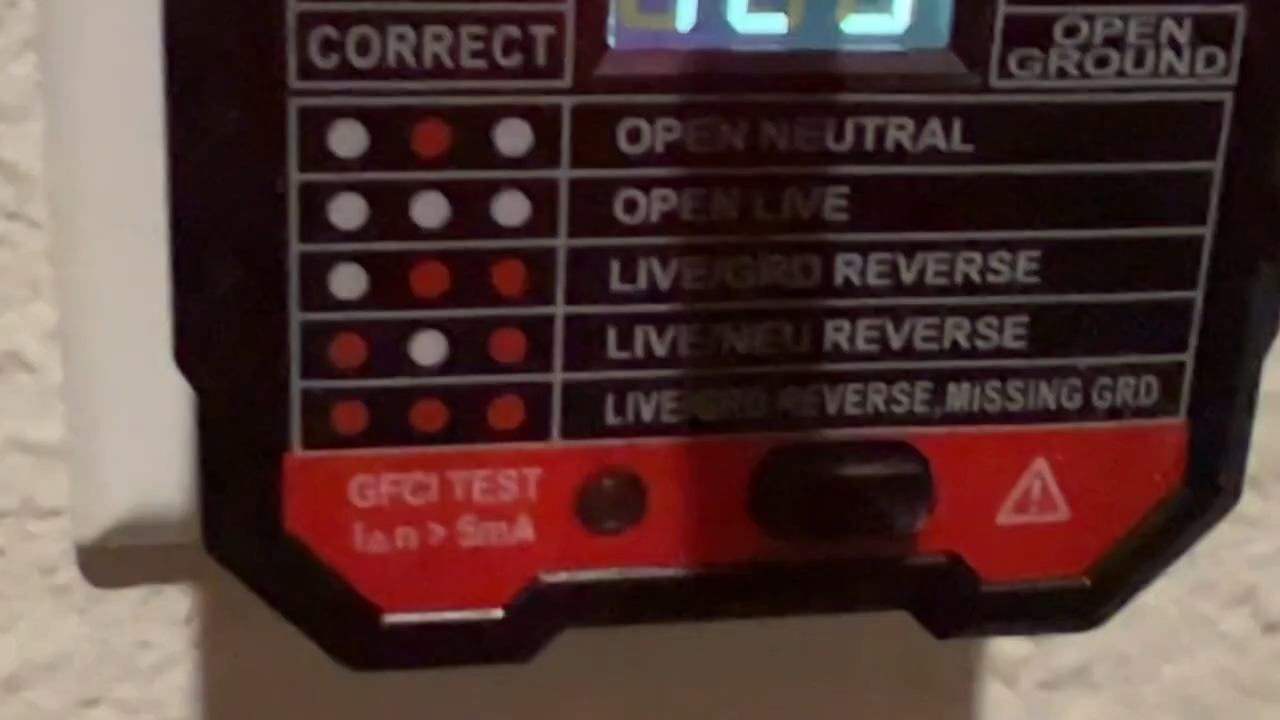 CORRECT
OPEN
GROUND
OPEN NEUTRAL
OPEN LIVE
LIVE/GRD REVERSE
LIVE/NEU REVERSE
LIVE/GRD REVERSE,MISSING GRD
GFCI TEST
I△n > 5mA